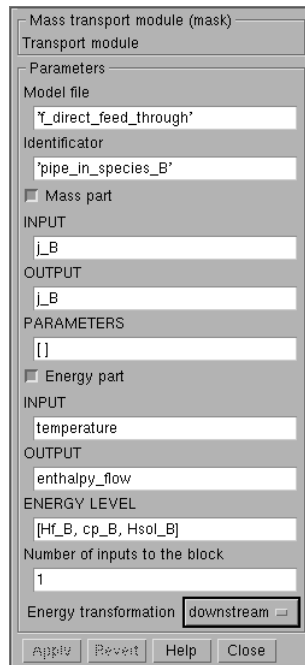 Mass transport module (mask)
Transport module
Parameters
Model file
'f_direct_feed_through'
Identificator
'pipe_in_species_B'
Mass part
INPUT
j_B
OUTPUT
j_B
PARAMETERS
[ ]
Energy part
INPUT
temperature
OUTPUT
enthalpy_flow
ENERGY LEVEL
[Hf_B, cp_B, Hsol_B]
Number of inputs to the block
1
Energy transformation downstream
Apply Revert Help Close